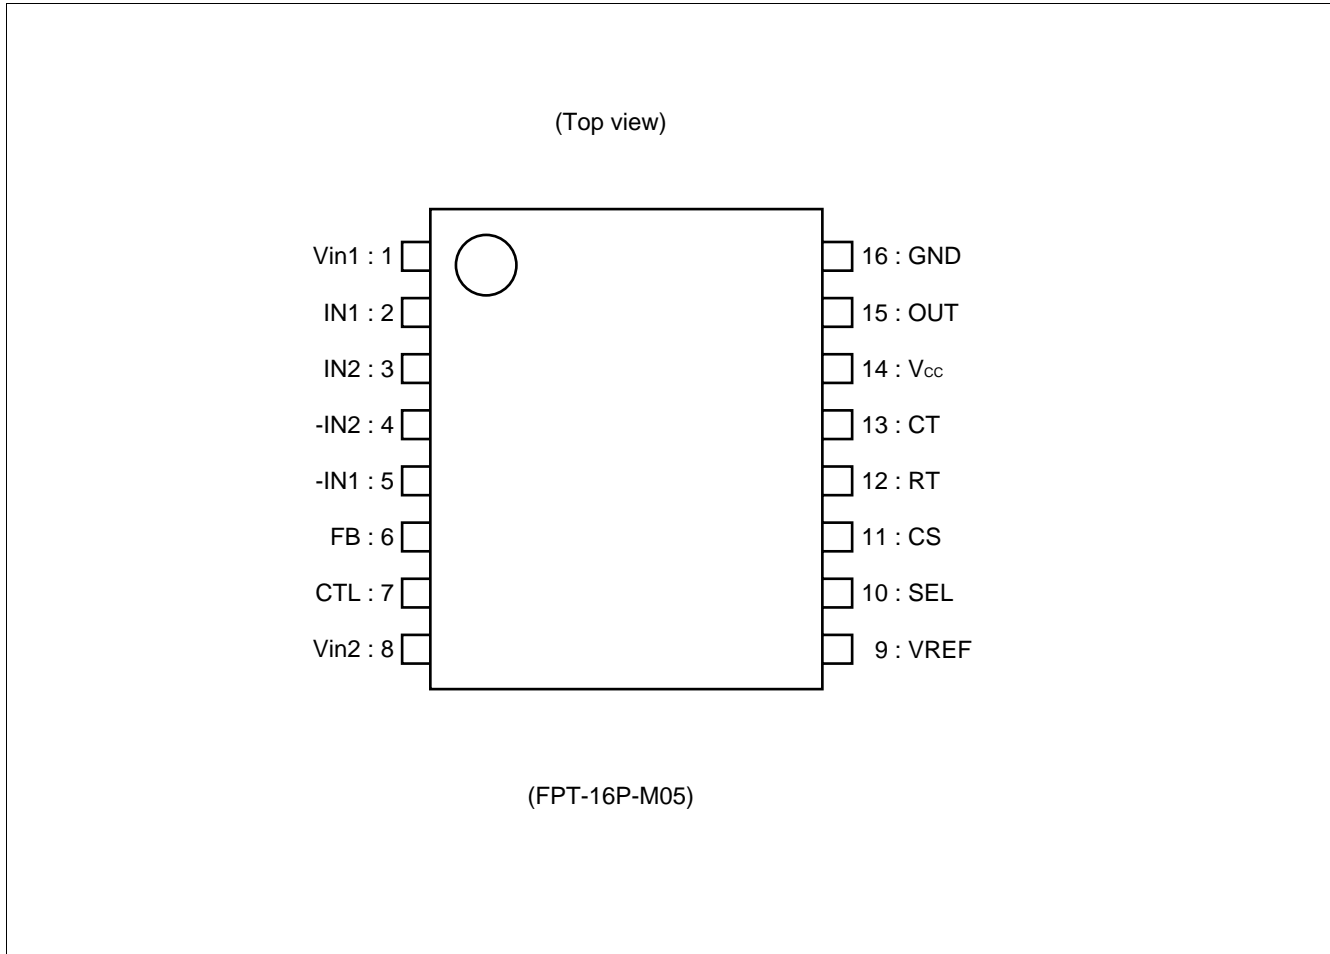 (Top view)
Vin1 : 1
IN1 : 2
IN2 : 3
-IN2 : 4
-IN1 : 5
FB : 6
CTL : 7
Vin2 : 8
16 : GND
15 : OUT
14 : VCC
13 : CT
12 : RT
11 : CS
10 : SEL
9 : VREF
(FPT-16P-M05)